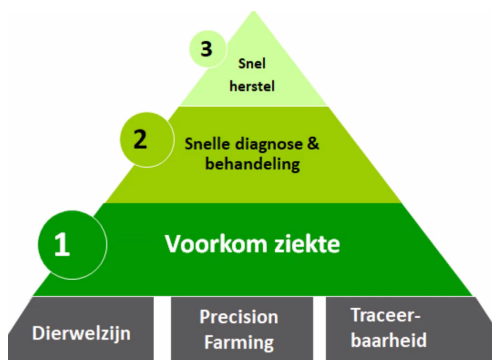 3
Snel
herstel
2
Snelle diagnose &
behandeling
1
Voorkom ziekte
Dierwelzijn
Precision
Farming
Traceer-
baarheid